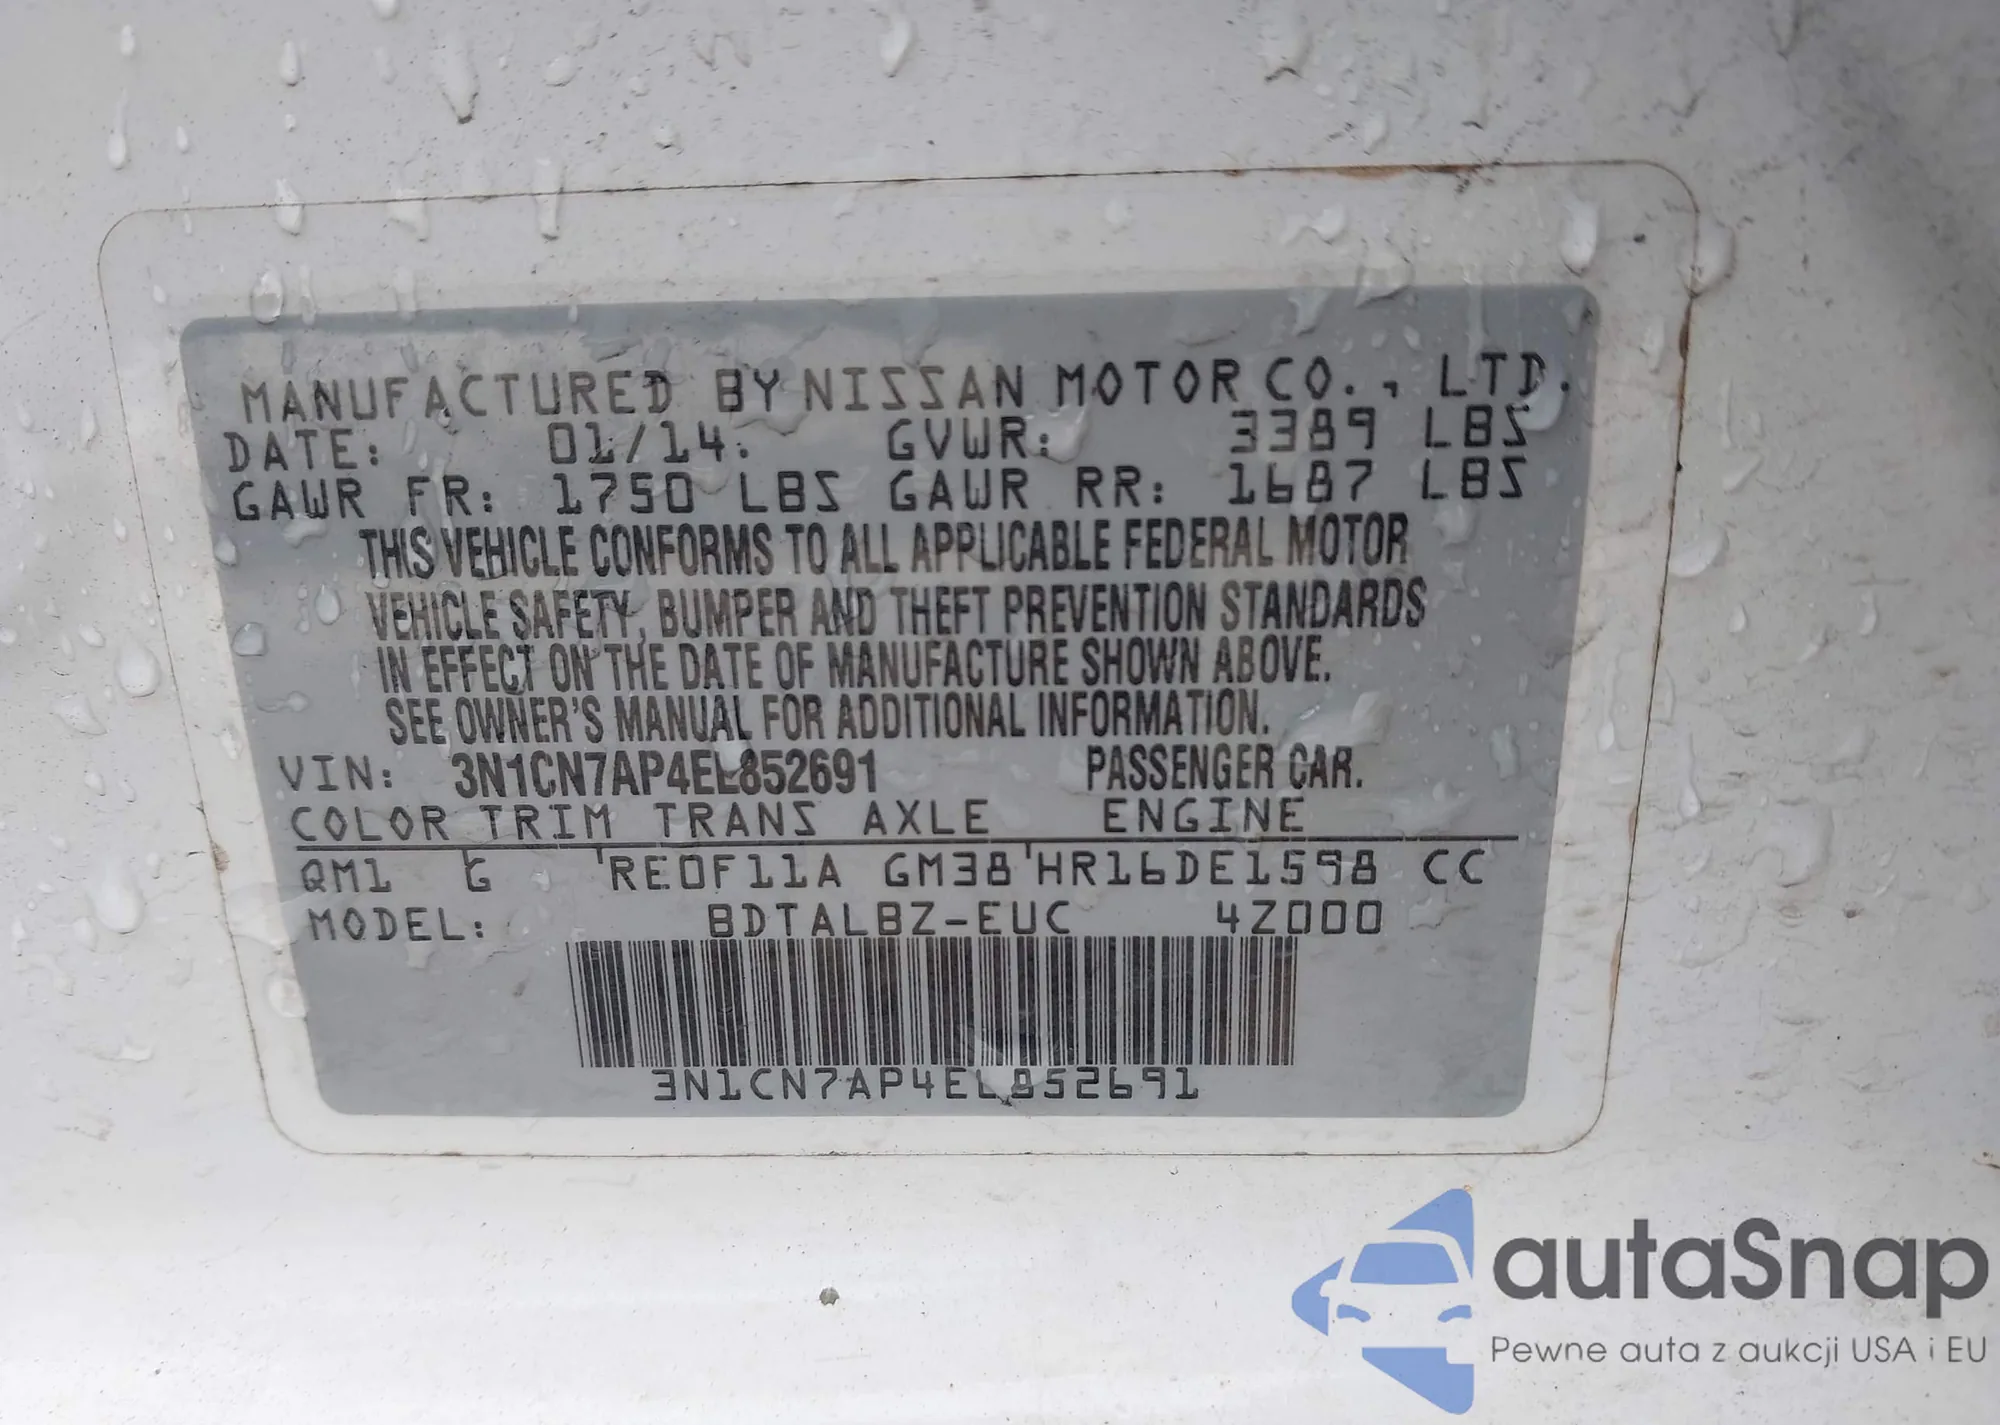 MANUFACTURED BY NISSAN MOTOR CO., LTD.
DATE: 01/14. GVWR: 3389 LBS
GAWR FR: 1750 LBS GAWR RR: 1687 LBS
THIS VEHICLE CONFORMS TO ALL APPLICABLE FEDERAL MOTOR
VEHICLE SAFETY, BUMPER AND THEFT PREVENTION STANDARDS
IN EFFECT ON THE DATE OF MANUFACTURE SHOWN ABOVE.
SEE OWNER'S MANUAL FOR ADDITIONAL INFORMATION.
VIN: 3N1CN7AP4EL852691 PASSENGER CAR.
COLOR TRIM TRANS AXLE ENGINE
QM1 G RE0F11A GM38 HR16DE1598 CC
MODEL: BDTALBZ-EUC 4Z000
3N1CN7AP4EL852691
autaSnap
Pewne auta z aukcji USA i EU